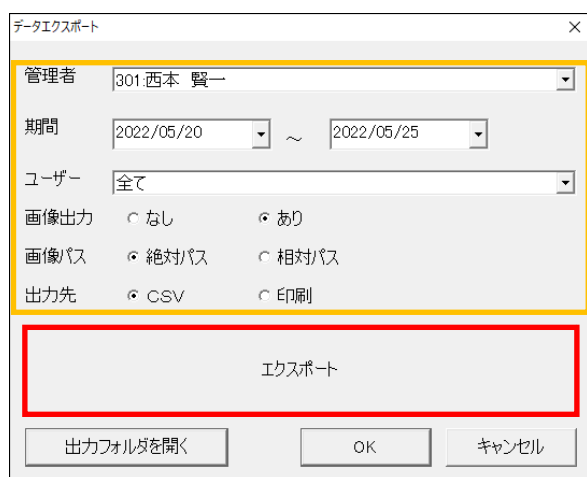 データエクスポート
管理者 301:西本 賢一
期間 2022/05/20 ～ 2022/05/25
ユーザー 全て
画像出力 なし あり
画像パス 絶対パス 相対パス
出力先 CSV 印刷
エクスポート
出力フォルダを開く OK キャンセル